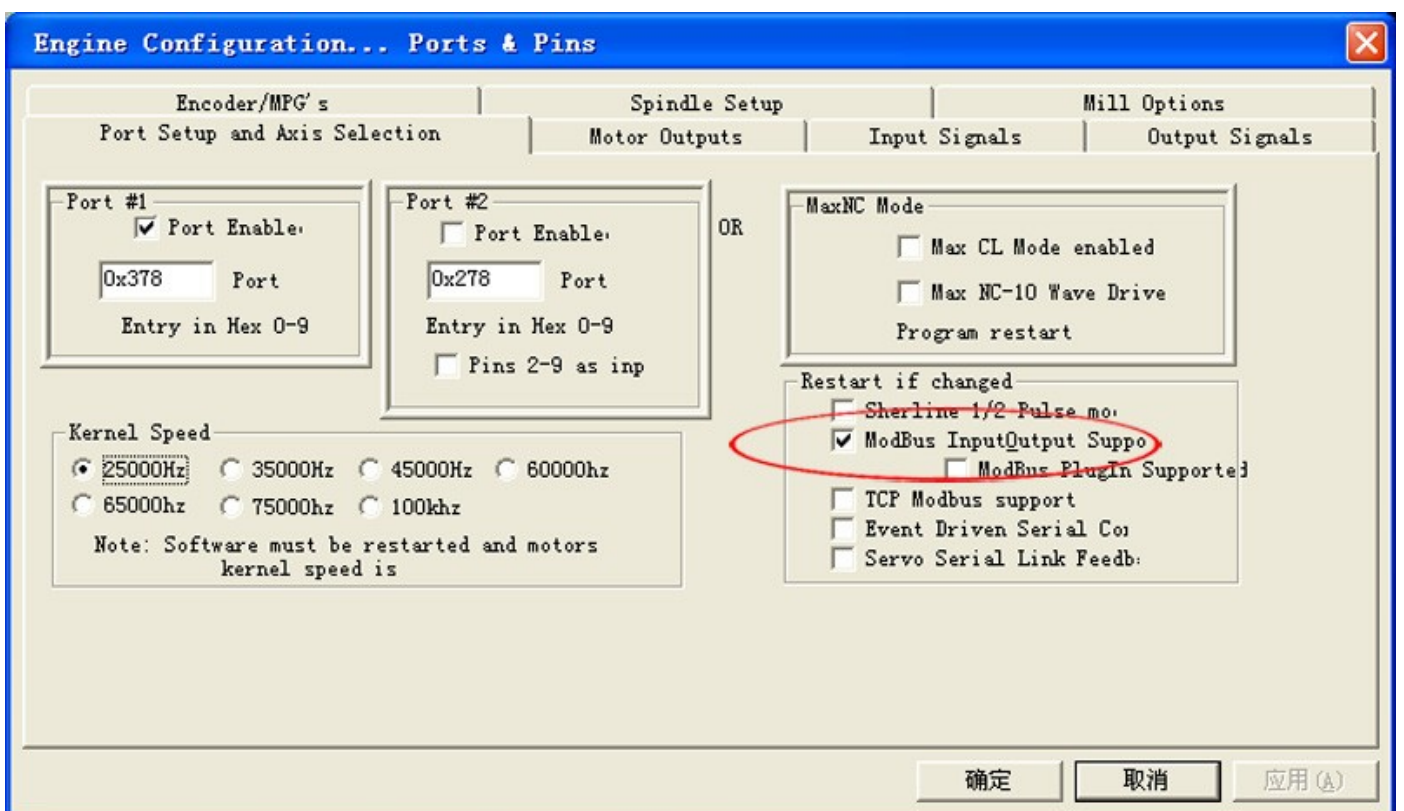 Engine Configuration... Ports & Pins
Encoder/MPG's
Spindle Setup
Mill Options
Port Setup and Axis Selection
Motor Outputs
Input Signals
Output Signals
Port #1
Port Enable
0x378
Port
Entry in Hex 0-9
Port #2
Port Enable
0x278
Port
Entry in Hex 0-9
Pins 2-9 as inp
OR
MaxNC Mode
Max CL Mode enabled
Max NC-10 Wave Drive
Program restart
Restart if changed
Sherline 1/2 Pulse mo
ModBus InputOutput Suppo
ModBus PlugIn Supported
TCP Modbus support
Event Driven Serial Co
Servo Serial Link Feedb
Kernel Speed
25000Hz
35000Hz
45000Hz
60000hz
65000hz
75000hz
100khz
Note: Software must be restarted and motors
kernel speed is
确定
取消
应用(A)